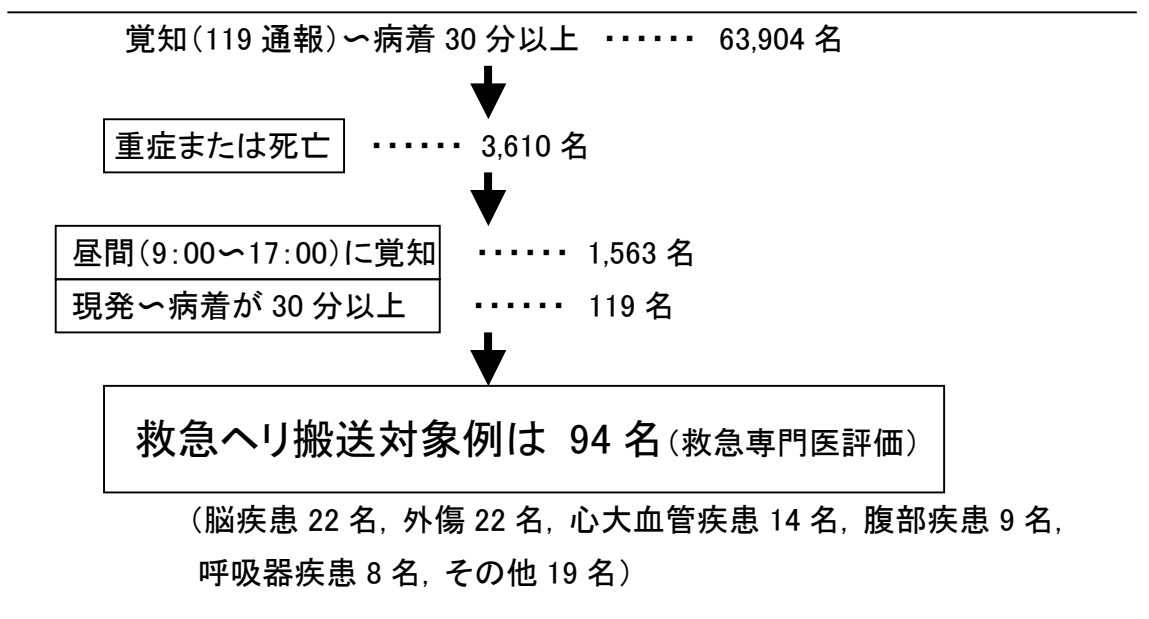 覚知(119 通報)～病着 30 分以上 ・・・・・・ 63,904 名
重症または死亡 ・・・・・・ 3,610 名
昼間(9:00～17:00)に覚知 ・・・・・・ 1,563 名
現発～病着が 30 分以上 ・・・・・・ 119 名
救急ヘリ搬送対象例は 94 名(救急専門医評価)
(脳疾患 22 名, 外傷 22 名, 心大血管疾患 14 名, 腹部疾患 9 名,
呼吸器疾患 8 名, その他 19 名)